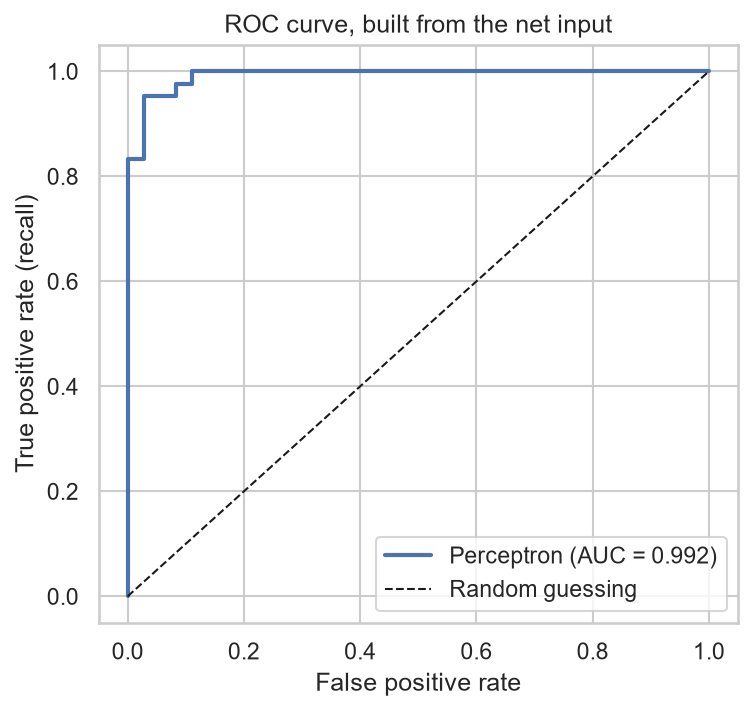 ROC curve, built from the net input
True positive rate (recall)
1.0
0.8
0.6
0.4
0.2
0.0
Perceptron (AUC = 0.992)
Random guessing
0.0 0.2 0.4 0.6 0.8 1.0
False positive rate